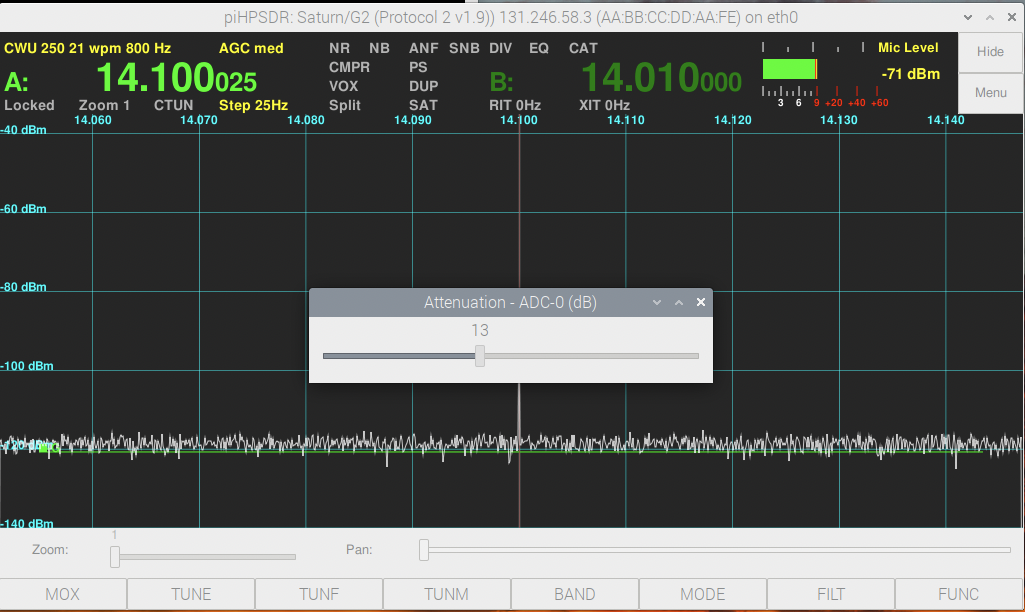 piHPSDR: Saturn/G2 (Protocol 2 v1.9)) 131.246.58.3 (AA:BB:CC:DD:AA:FE) on eth0
CWU 250 21 wpm 800 Hz AGC med NR NB ANF SNB DIV EQ CAT Mic Level Hide
CMPR PS
A: 14.100025 VOX DUP B: 14.010000 -71 dBm Menu
Locked Zoom 1 CTUN Step 25Hz Split SAT RIT 0Hz XIT 0Hz 3 6 9 +20 +40 +60
14.060 14.070 14.080 14.090 14.100 14.110 14.120 14.130 14.140
-40 dBm
-60 dBm
-80 dBm
Attenuation - ADC-0 (dB)
13
-100 dBm
-120 dBm
-140 dBm
Zoom: 1 Pan:
MOX TUNE TUNF TUNM BAND MODE FILT FUNC